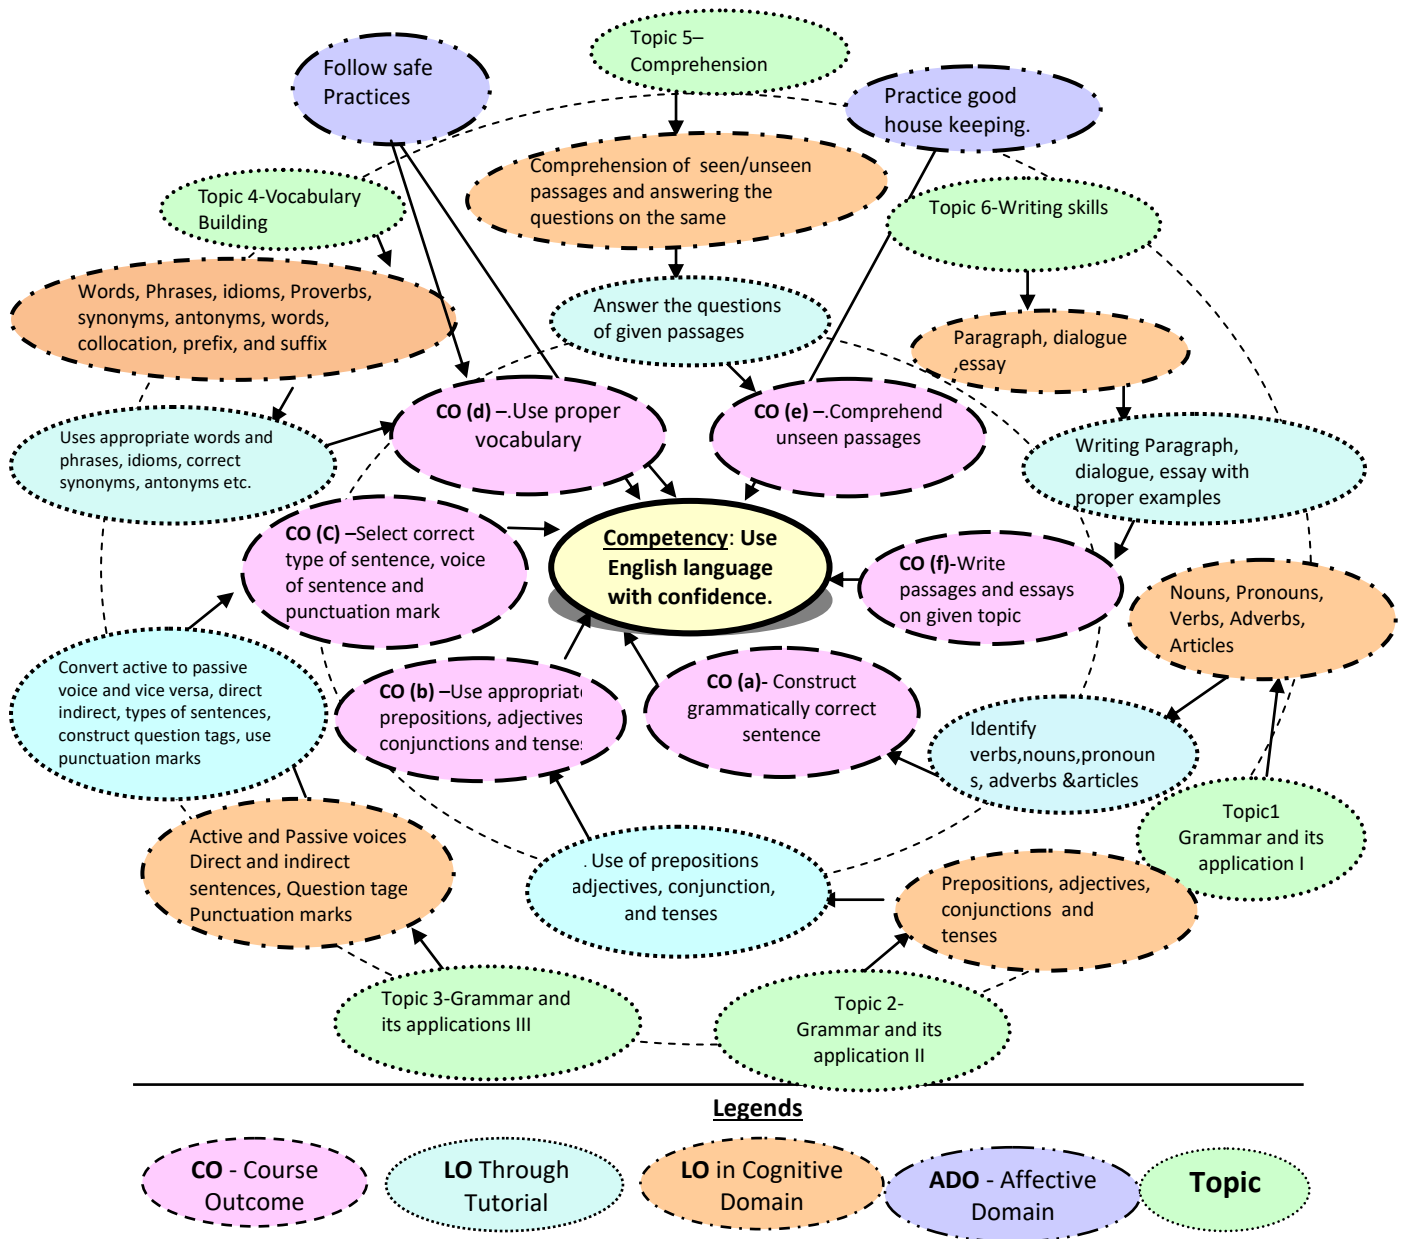 Topic 5–
Comprehension
Follow safe
Practices
Practice good
house keeping.
Comprehension of seen/unseen
passages and answering the
questions on the same
Topic 4-Vocabulary
Building
Topic 6-Writing skills
Words, Phrases, idioms, Proverbs,
synonyms, antonyms, words,
collocation, prefix, and suffix
Answer the questions
of given passages
Paragraph, dialogue
,essay
CO (d) –.Use proper
vocabulary
CO (e) –.Comprehend
unseen passages
Uses appropriate words and
phrases, idioms, correct
synonyms, antonyms etc.
Writing Paragraph,
dialogue, essay with
proper examples
CO (C) –Select correct
type of sentence, voice
of sentence and
punctuation mark
Competency: Use
English language
with confidence.
CO (f)-Write
passages and essays
on given topic
Nouns, Pronouns,
Verbs, Adverbs,
Articles
Convert active to passive
voice and vice versa, direct
indirect, types of sentences,
construct question tags, use
punctuation marks
CO (b) –Use appropriate
prepositions, adjectives
conjunctions and tenses
CO (a)- Construct
grammatically correct
sentence
Identify
verbs,nouns,pronoun
s, adverbs &articles
Topic1
Grammar and its
application I
Active and Passive voices
Direct and indirect
sentences, Question tage
Punctuation marks
. Use of prepositions
adjectives, conjunction,
and tenses
Prepositions, adjectives,
conjunctions and
tenses
Topic 3-Grammar and
its applications III
Topic 2-
Grammar and its
application II
Legends
CO - Course
Outcome
LO Through
Tutorial
LO in Cognitive
Domain
ADO - Affective
Domain
Topic